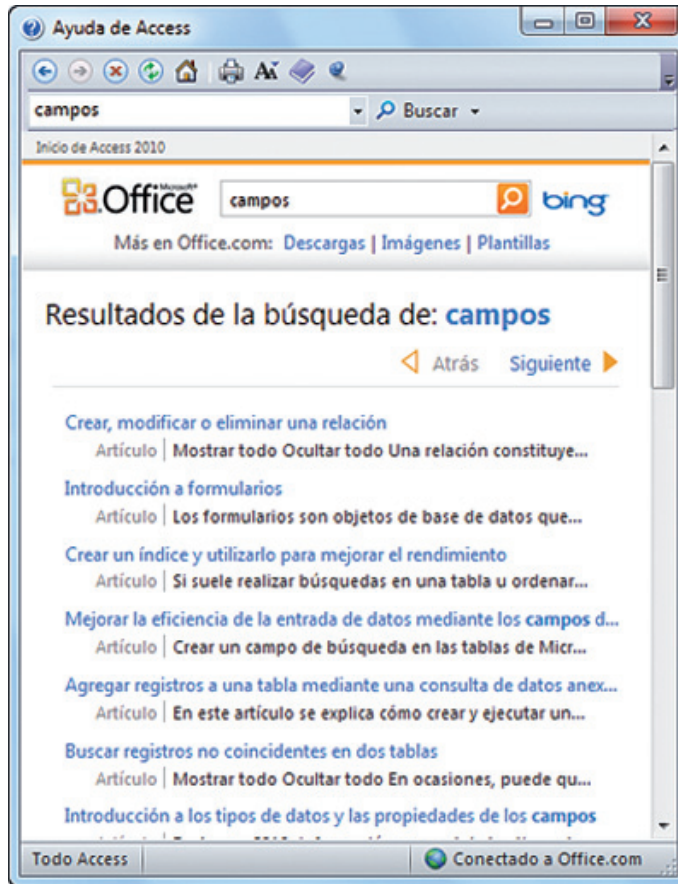 Ayuda de Access
campos Buscar
Inicio de Access 2010
Microsoft® Office campos bing
Más en Office.com: Descargas | Imágenes | Plantillas
Resultados de la búsqueda de: campos
Atrás Siguiente
Crear, modificar o eliminar una relación
Artículo | Mostrar todo Ocultar todo Una relación constituye...
Introducción a formularios
Artículo | Los formularios son objetos de base de datos que...
Crear un índice y utilizarlo para mejorar el rendimiento
Artículo | Si suele realizar búsquedas en una tabla u ordenar...
Mejorar la eficiencia de la entrada de datos mediante los campos d...
Artículo | Crear un campo de búsqueda en las tablas de Micr...
Agregar registros a una tabla mediante una consulta de datos anex...
Artículo | En este artículo se explica cómo crear y ejecutar un...
Buscar registros no coincidentes en dos tablas
Artículo | Mostrar todo Ocultar todo En ocasiones, puede qu...
Introducción a los tipos de datos y las propiedades de los campos
Todo Access Conectado a Office.com